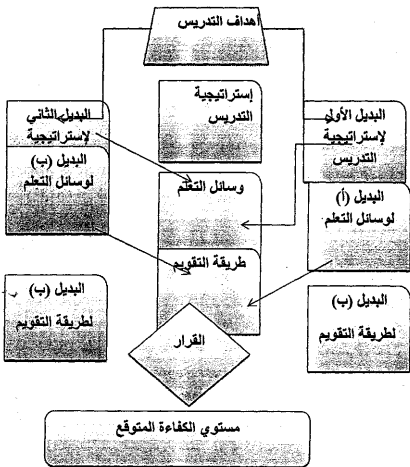 أهداف التدريس
إستراتيجية
التدريس
البديل الأول
لإستراتيجية
التدريس
البديل الثاني
لإستراتيجية
وسائل التعلم
البديل (أ)
لوسائل التعلم
البديل (ب)
لوسائل التعلم
طريقة التقويم
البديل (ب)
لطريقة التقويم
البديل (ب)
لطريقة التقويم
القرار
مستوي الكفاءة المتوقع